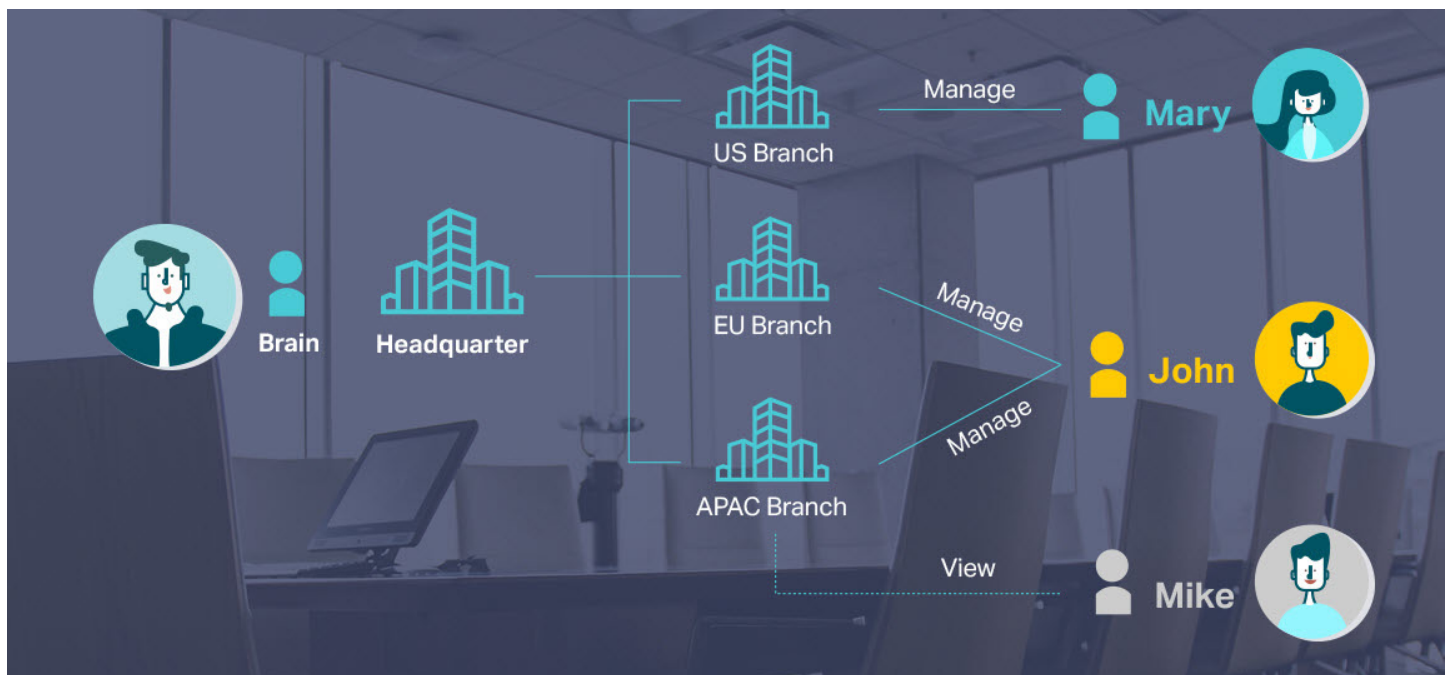 US Branch
Manage
Mary
Brain
Headquarter
EU Branch
Manage
John
APAC Branch
Manage
View
Mike